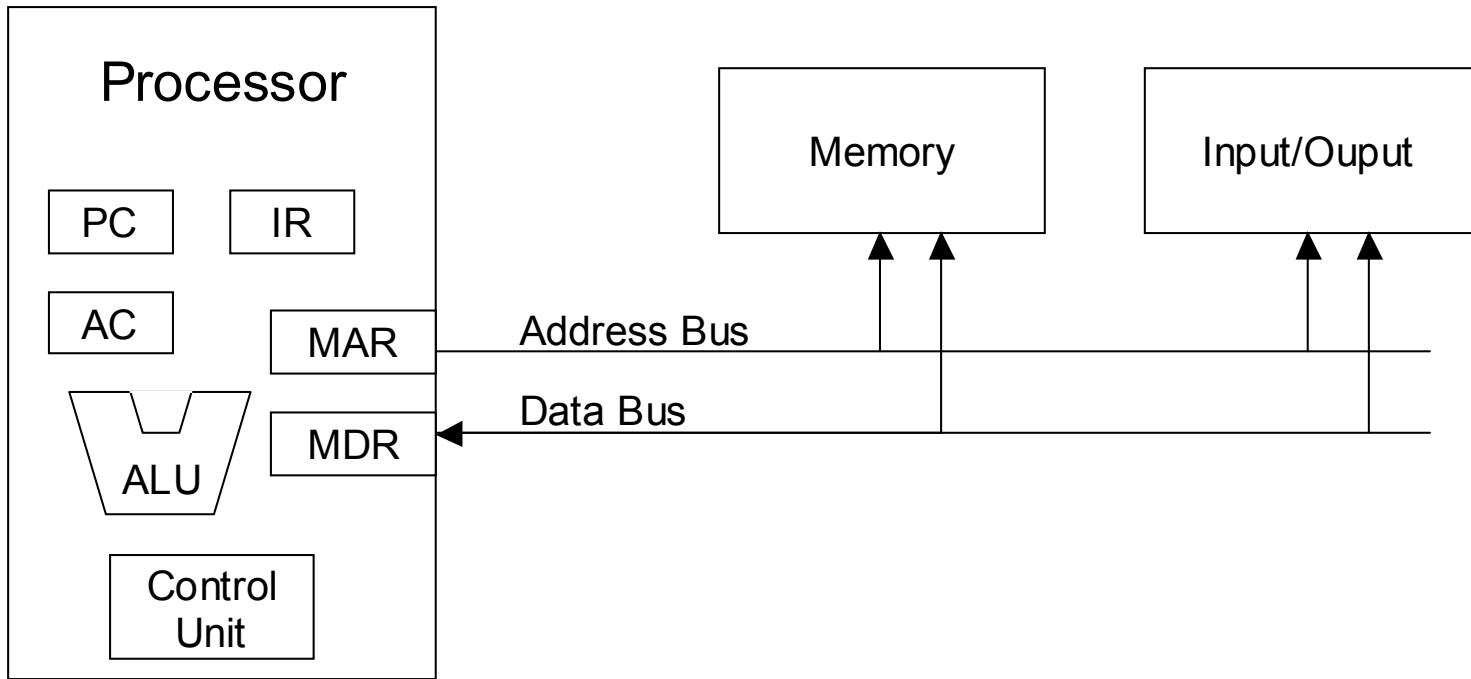 Processor
PC
IR
AC
MAR
MDR
ALU
Control
Unit
Address Bus
Data Bus
Memory
Input/Ouput